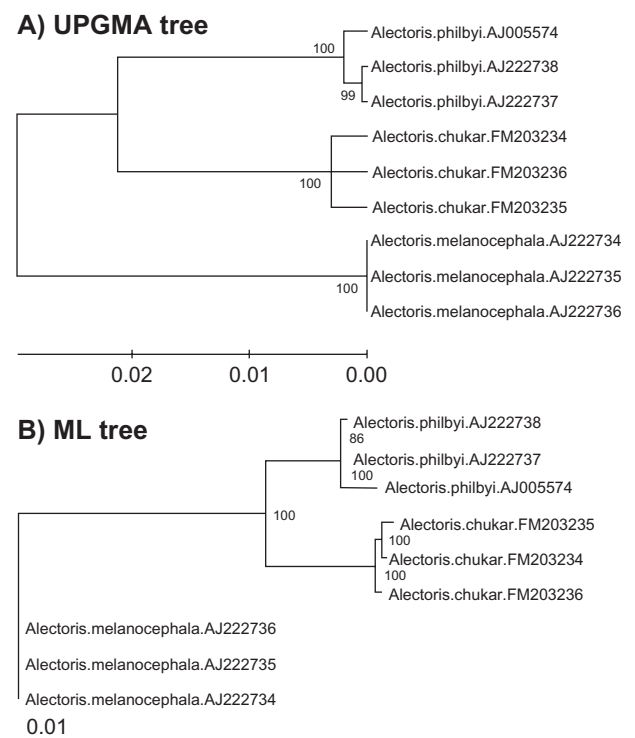 A) UPGMA tree
Alectoris.philbyi.AJ005574
100
Alectoris.philbyi.AJ222738
99
Alectoris.philbyi.AJ222737
Alectoris.chukar.FM203234
Alectoris.chukar.FM203236
100
Alectoris.chukar.FM203235
Alectoris.melanocephala.AJ222734
Alectoris.melanocephala.AJ222735
100
Alectoris.melanocephala.AJ222736
0.02 0.01 0.00
B) ML tree
Alectoris.philbyi.AJ222738
86
Alectoris.philbyi.AJ222737
100
Alectoris.philbyi.AJ005574
100
Alectoris.chukar.FM203235
100
Alectoris.chukar.FM203234
100
Alectoris.chukar.FM203236
Alectoris.melanocephala.AJ222736
Alectoris.melanocephala.AJ222735
Alectoris.melanocephala.AJ222734
0.01